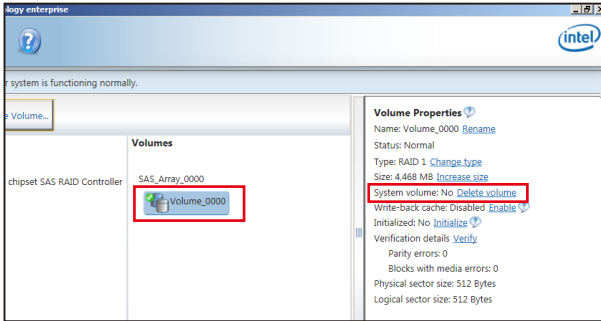 ology enterprise
intel
r system is functioning normally.
e Volume...
Volumes
chipset SAS RAID Controller
SAS_Array_0000
Volume_0000
Volume Properties
Name: Volume_0000 Rename
Status: Normal
Type: RAID 1 Change type
Size: 4,468 MB Increase size
System volume: No Delete volume
Write-back cache: Disabled Enable
Initialized: No Initialize
Verification details Verify
Parity errors: 0
Blocks with media errors: 0
Physical sector size: 512 Bytes
Logical sector size: 512 Bytes